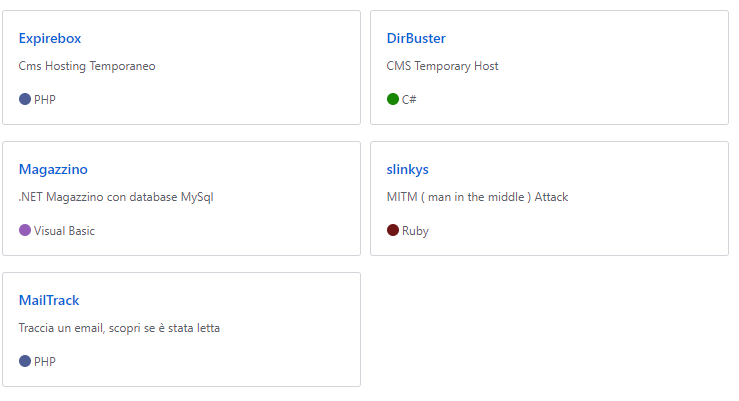 Expirebox
Cms Hosting Temporaneo
PHP
DirBuster
CMS Temporary Host
C#
Magazzino
.NET Magazzino con database MySql
Visual Basic
slinkys
MITM ( man in the middle ) Attack
Ruby
MailTrack
Traccia un email, scopri se è stata letta
PHP